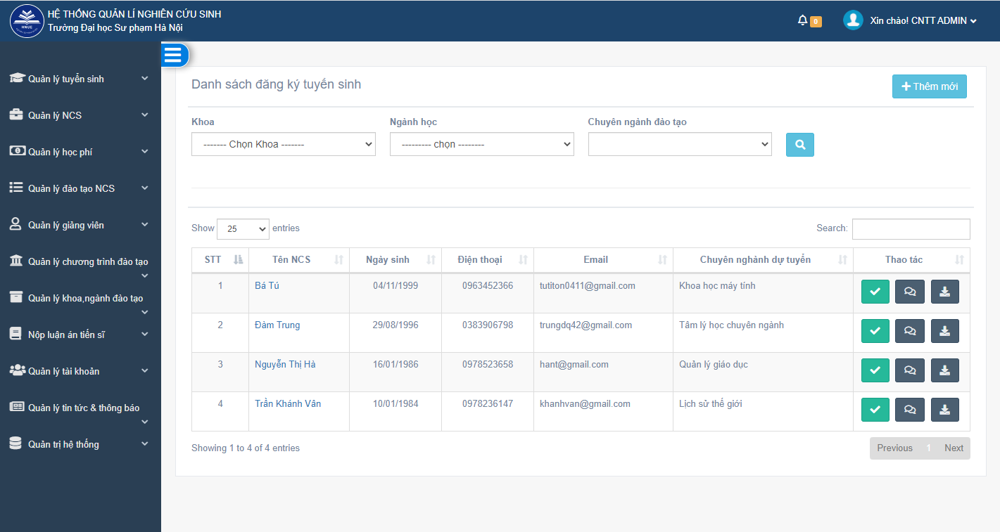 HỆ THỐNG QUẢN LÍ NGHIÊN CỨU SINH
Trường Đại học Sư phạm Hà Nội
HNUE
0
Xin chào! CNTT ADMIN
Quản lý tuyển sinh
Quản lý NCS
Quản lý học phí
Quản lý đào tạo NCS
Quản lý giảng viên
Quản lý chương trình đào tạo
Quản lý khoa,ngành đào tạo
Nộp luận án tiến sĩ
Quản lý tài khoản
Quản lý tin tức & thông báo
Quản trị hệ thống
Danh sách đăng ký tuyển sinh
Thêm mới
Khoa Ngành học Chuyên ngành đào tạo
------- Chọn Khoa ------- --------- chọn --------
Show 25 entries Search:
STT Tên NCS Ngày sinh Điện thoại Email Chuyên nghành dự tuyển Thao tác
1 Bá Tú 04/11/1999 0963452366 tutiton0411@gmail.com Khoa học máy tính
2 Đàm Trung 29/08/1996 0383906798 trungdq42@gmail.com Tâm lý học chuyên ngành
3 Nguyễn Thị Hà 16/01/1986 0978523658 hant@gmail.com Quản lý giáo dục
4 Trần Khánh Vân 10/01/1984 0978236147 khanhvan@gmail.com Lịch sử thế giới
Showing 1 to 4 of 4 entries
Previous 1 Next